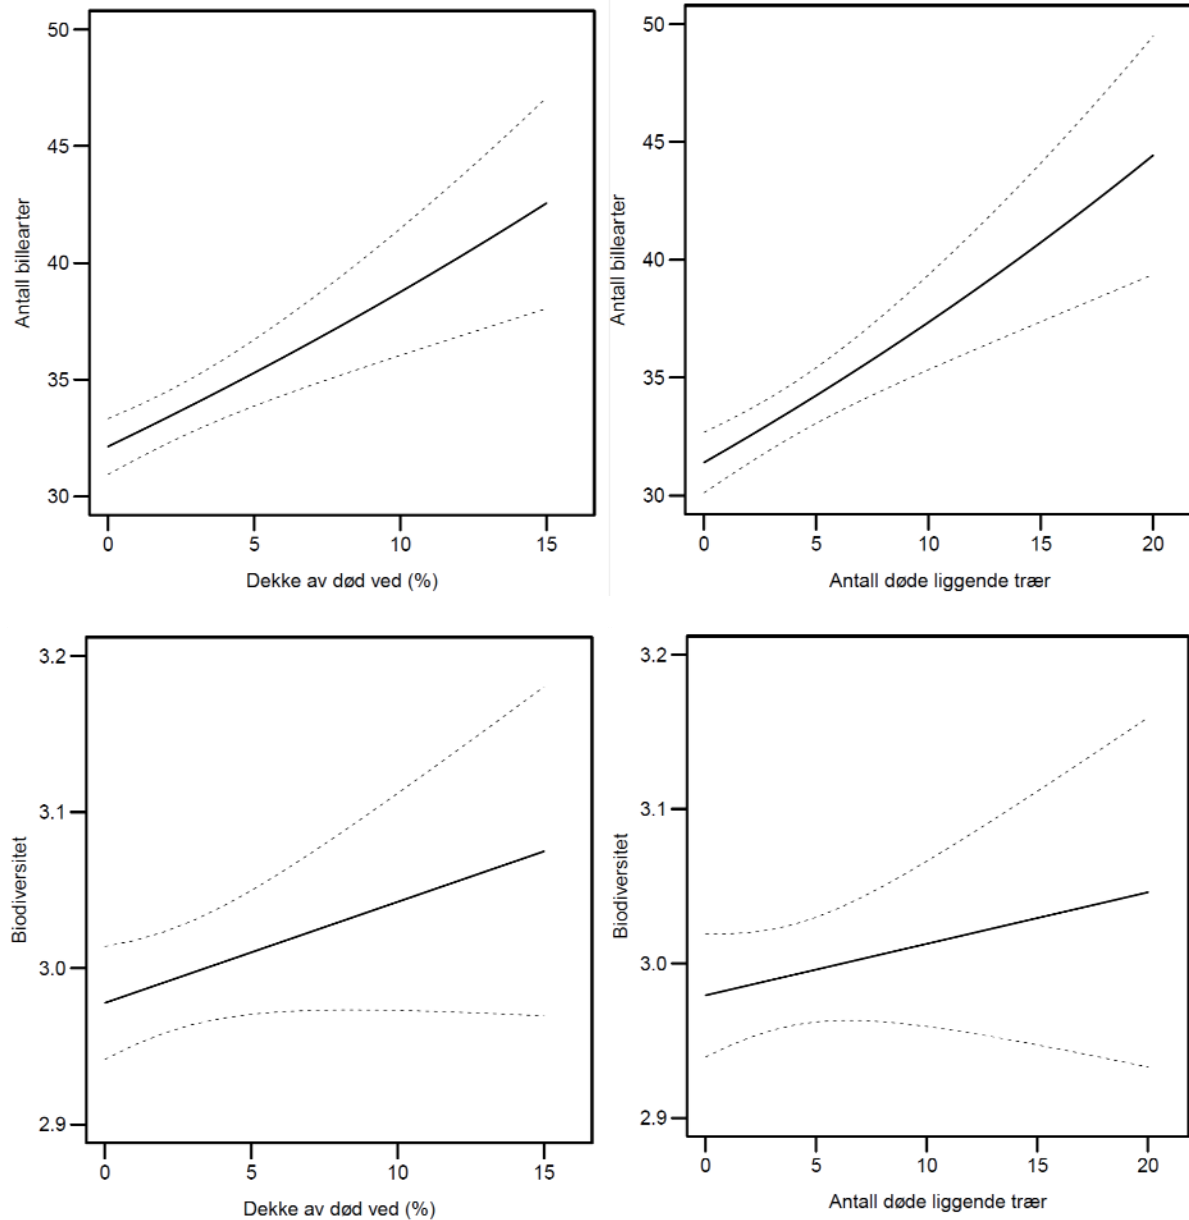 50
45
40
35
30
Antall billearter
0 5 10 15
Dekke av død ved (%)
50
45
40
35
30
Antall billearter
0 5 10 15 20
Antall døde liggende trær
3.2
3.1
3.0
2.9
Biodiversitet
0 5 10 15
Dekke av død ved (%)
3.2
3.1
3.0
2.9
Biodiversitet
0 5 10 15 20
Antall døde liggende trær